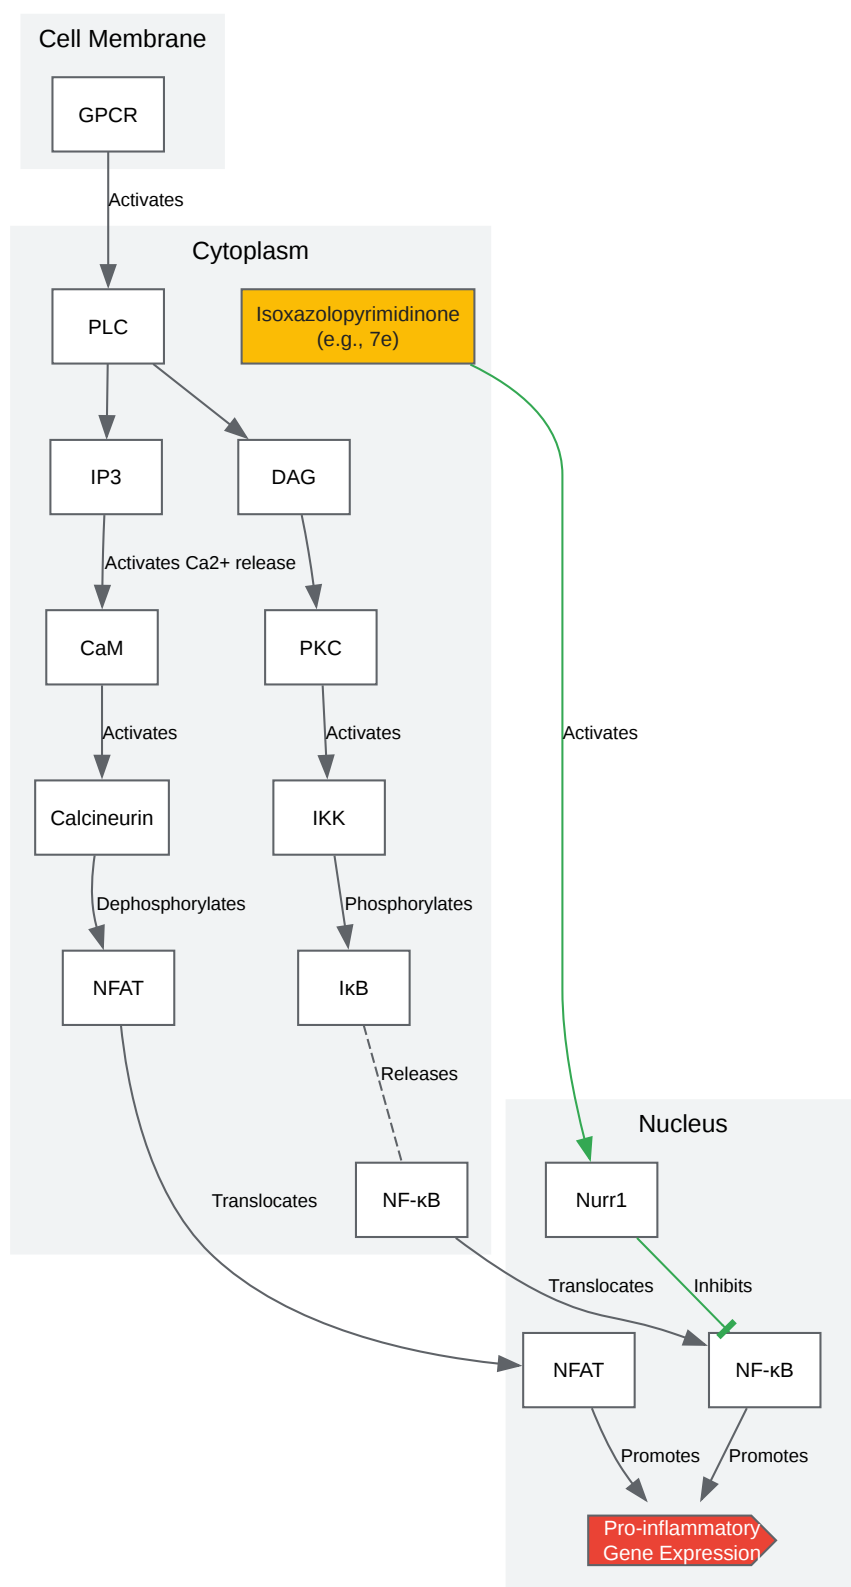 Cell Membrane
GPCR
Activates
Cytoplasm
PLC
Isoxazolopyrimidinone
(e.g., 7e)
IP3
DAG
Activates Ca2+ release
CaM
PKC
Activates
Activates
Activates
Calcineurin
IKK
Dephosphorylates
Phosphorylates
NFAT
IκB
Releases
Nucleus
Translocates
NF-κB
Nurr1
Translocates
Inhibits
NFAT
NF-κB
Promotes
Promotes
Pro-inflammatory
Gene Expression